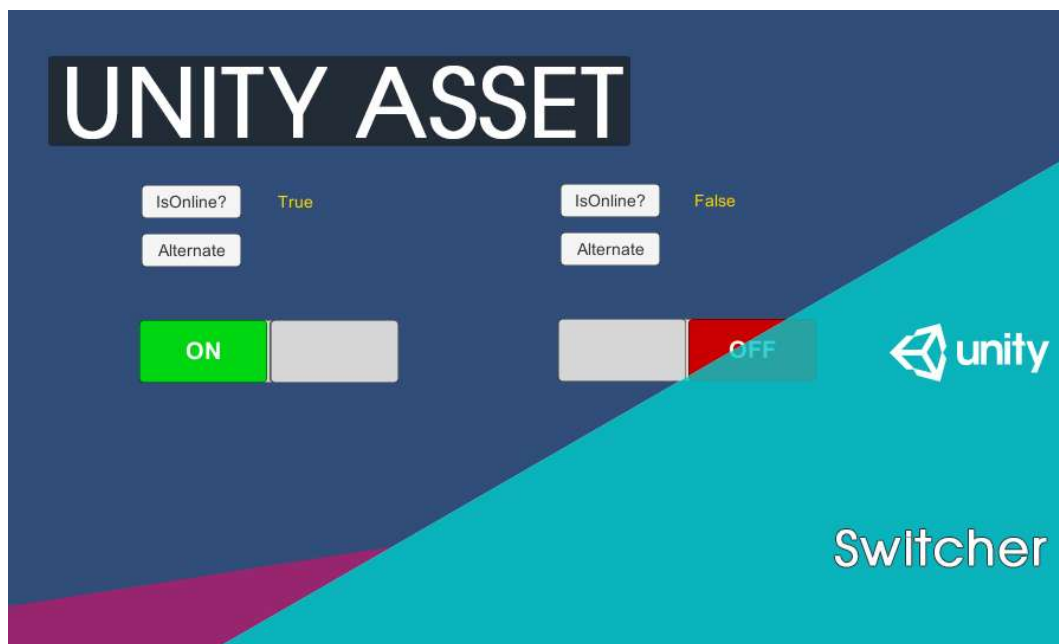 UNITY ASSET
IsOnline? True
IsOnline? False
Alternate
Alternate
ON
OFF
unity
Switcher